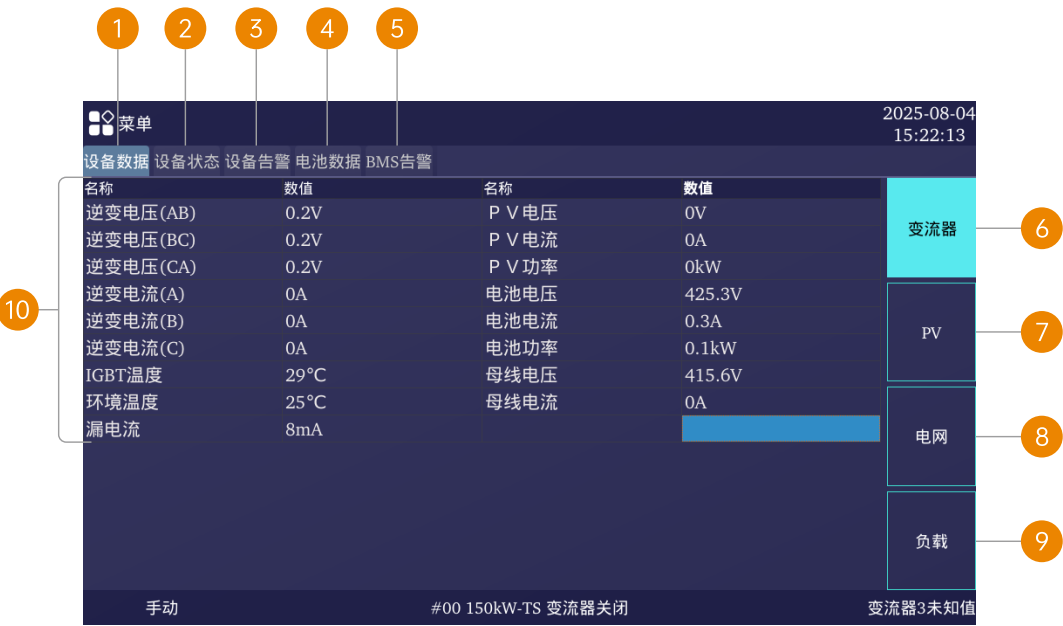 1 2 3 4 5
菜单 2025-08-04
15:22:13
设备数据 设备状态 设备告警 电池数据 BMS告警
名称 数值 名称 数值
逆变电压(AB) 0.2V ＰＶ电压 0V
逆变电压(BC) 0.2V ＰＶ电流 0A
逆变电压(CA) 0.2V ＰＶ功率 0kW
逆变电流(A) 0A 电池电压 425.3V
逆变电流(B) 0A 电池电流 0.3A
逆变电流(C) 0A 电池功率 0.1kW
IGBT温度 29℃ 母线电压 415.6V
环境温度 25℃ 母线电流 0A
漏电流 8mA
变流器 6
PV 7
电网 8
负载 9
10
手动 #00 150kW-TS 变流器关闭 变流器3未知值